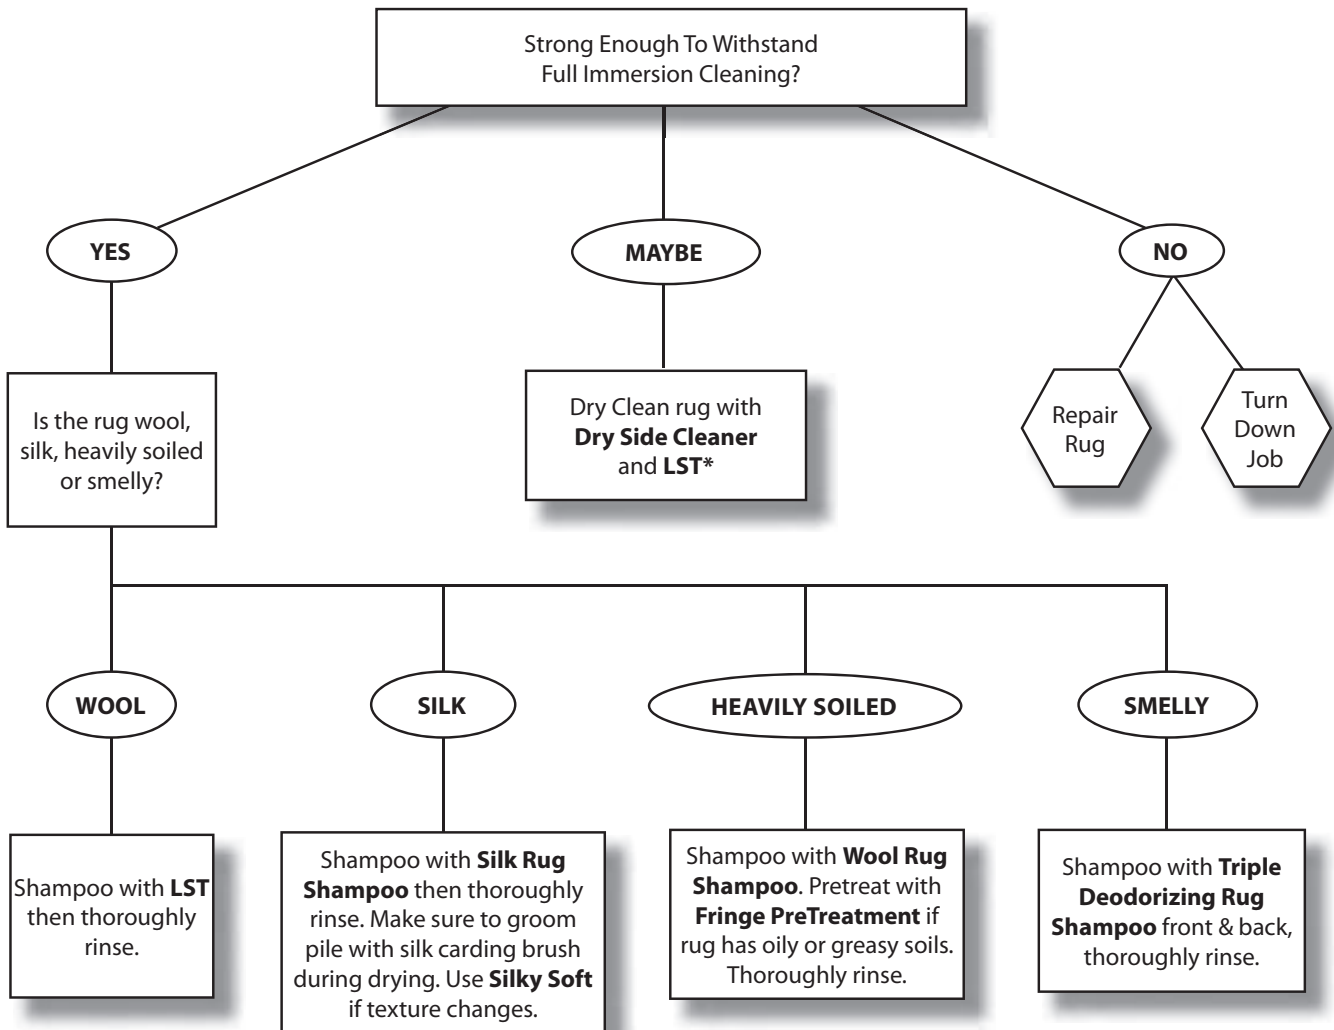 Strong Enough To Withstand
Full Immersion Cleaning?
YES
MAYBE
NO
Is the rug wool,
silk, heavily soiled
or smelly?
Dry Clean rug with
Dry Side Cleaner
and LST*
Repair
Rug
Turn
Down
Job
WOOL
SILK
HEAVILY SOILED
SMELLY
Shampoo with LST
then thoroughly
rinse.
Shampoo with Silk Rug
Shampoo then thoroughly
rinse. Make sure to groom
pile with silk carding brush
during drying. Use Silky Soft
if texture changes.
Shampoo with Wool Rug
Shampoo. Pretreat with
Fringe PreTreatment if
rug has oily or greasy soils.
Thoroughly rinse.
Shampoo with Triple
Deodorizing Rug
Shampoo front & back,
thoroughly rinse.